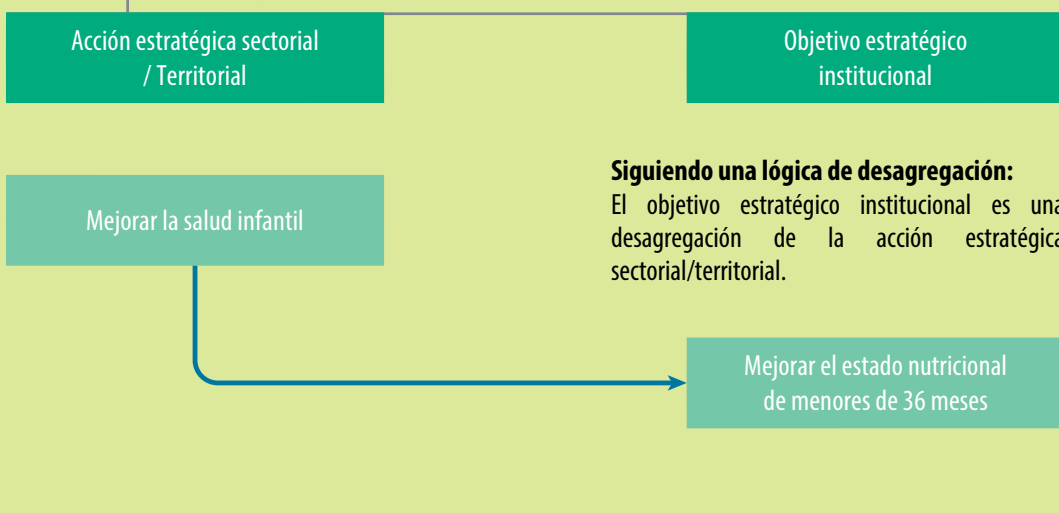 Acción estratégica sectorial
/ Territorial
Objetivo estratégico
institucional
Mejorar la salud infantil
Siguiendo una lógica de desagregación:
El objetivo estratégico institucional es una
desagregación de la acción estratégica
sectorial/territorial.
Mejorar el estado nutricional
de menores de 36 meses